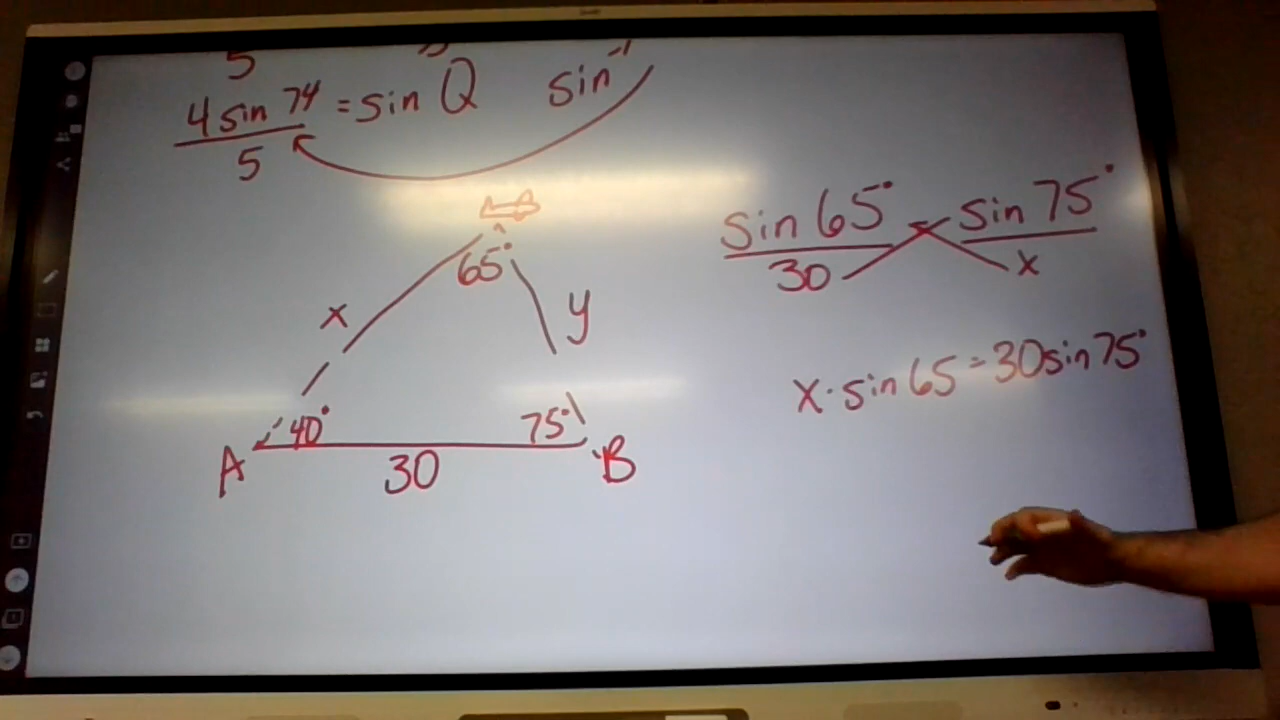 5
4 sin 74 = sin Q sin⁻¹
5
sin 65° = sin 75°
30 x
65°
x
y
x · sin 65 = 30 sin 75°
40°
75°
A
30
B